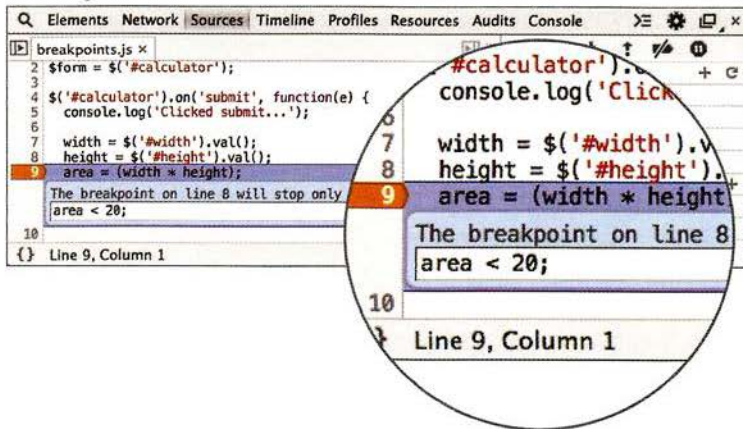 Elements Network Sources Timeline Profiles Resources Audits Console
breakpoints.js ×
2 $form = $('#calculator');
3
4 $('#calculator').on('submit', function(e) {
5 console.log('Clicked submit...');
6
7 width = $('#width').val();
8 height = $('#height').val();
9 area = (width * height);
The breakpoint on line 8 will stop only
area < 20;
10
{} Line 9, Column 1
#calculator')
console.log('Click
6
7 width = $('#width').v
8 height = $('#height').
9 area = (width * height
The breakpoint on line 8
area < 20;
10
} Line 9, Column 1